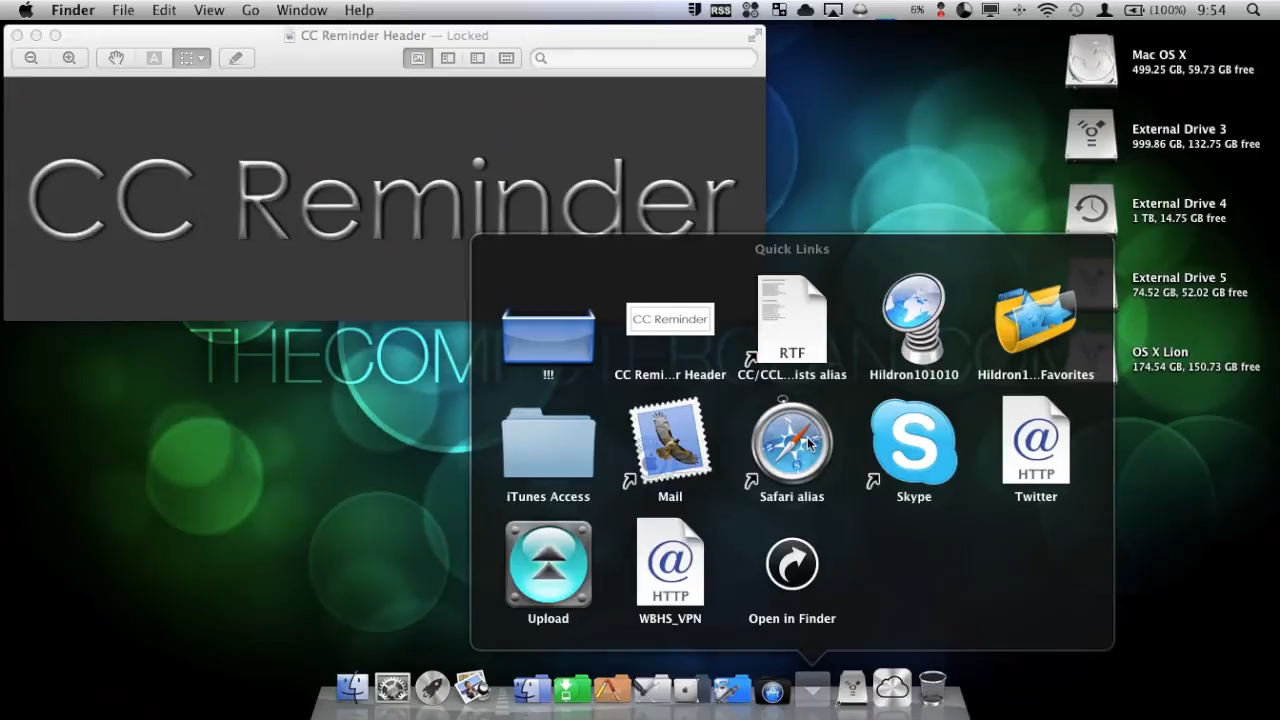 Finder File Edit View Go Window Help RSS 6% (100%) 9:54
CC Reminder Header — Locked
A
CC Reminder
Mac OS X
499.25 GB, 59.73 GB free
External Drive 3
999.86 GB, 132.75 GB free
External Drive 4
1 TB, 14.75 GB free
External Drive 5
74.52 GB, 52.02 GB free
OS X Lion
174.54 GB, 150.73 GB free
Quick Links
CC Reminder
RTF
!!! CC Remi...r Header CC/CCL...ists alias Hildron101010 Hildron1...Favorites
THECOM
S
@
HTTP
iTunes Access Mail Safari alias Skype Twitter
@
HTTP
Upload WBHS_VPN Open in Finder